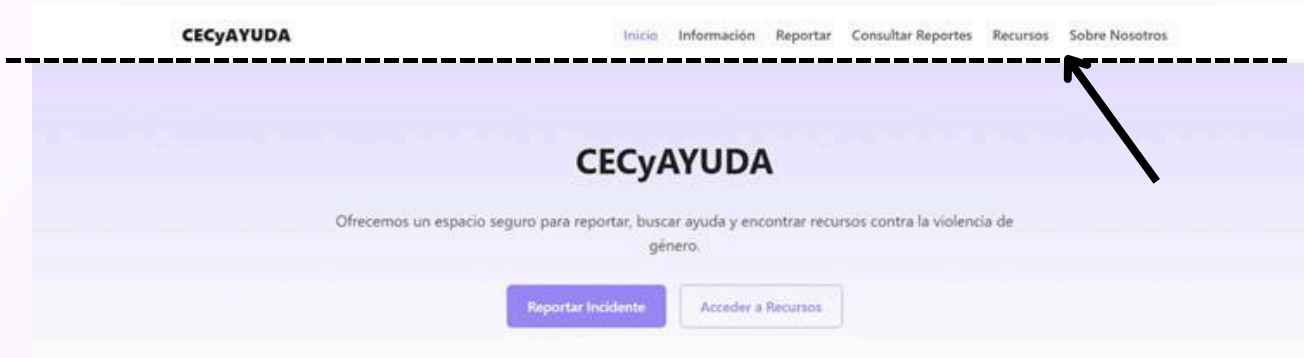 CECyAYUDA
Inicio Información Reportar Consultar Reportes Recursos Sobre Nosotros
CECyAYUDA
Ofrecemos un espacio seguro para reportar, buscar ayuda y encontrar recursos contra la violencia de
género.
Reportar Incidente
Acceder a Recursos